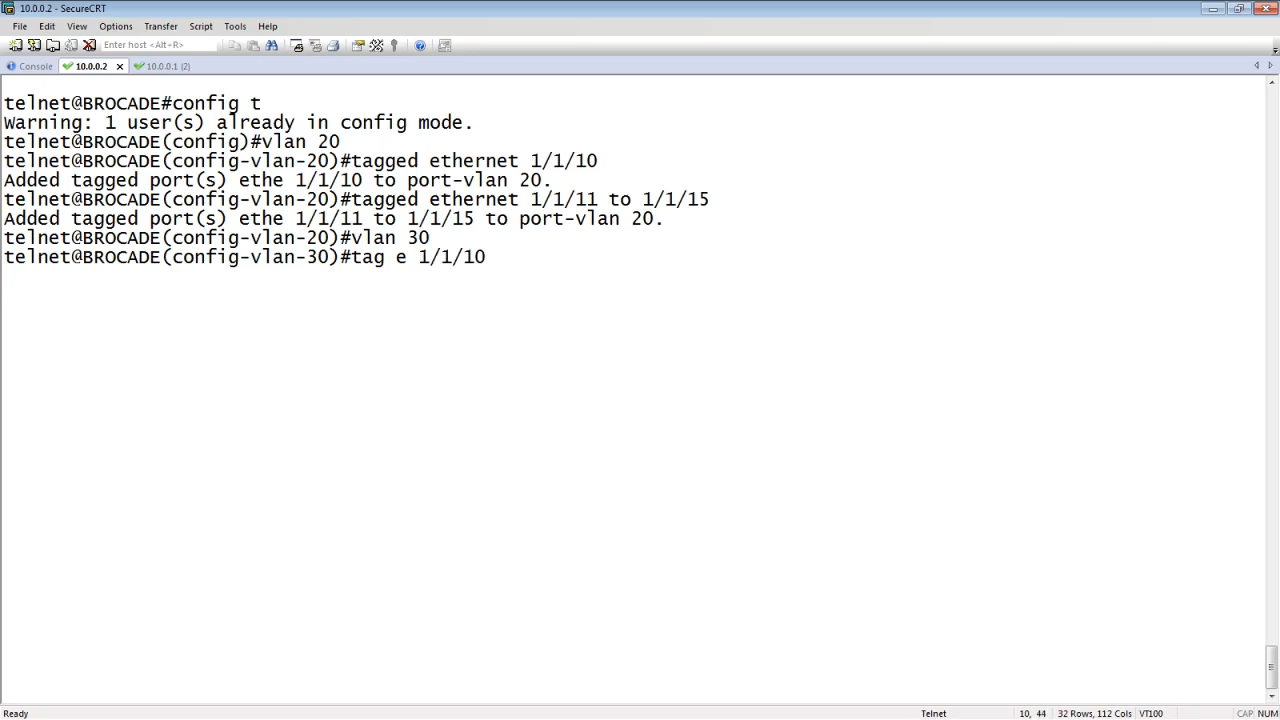 10.0.0.2 - SecureCRT
File Edit View Options Transfer Script Tools Help
Enter host <Alt+R>
Console 10.0.0.2 10.0.0.1 (2)
telnet@BROCADE#config t
Warning: 1 user(s) already in config mode.
telnet@BROCADE(config)#vlan 20
telnet@BROCADE(config-vlan-20)#tagged ethernet 1/1/10
Added tagged port(s) ethe 1/1/10 to port-vlan 20.
telnet@BROCADE(config-vlan-20)#tagged ethernet 1/1/11 to 1/1/15
Added tagged port(s) ethe 1/1/11 to 1/1/15 to port-vlan 20.
telnet@BROCADE(config-vlan-20)#vlan 30
telnet@BROCADE(config-vlan-30)#tag e 1/1/10
Ready Telnet 10, 44 32 Rows, 112 Cols VT100 CAP NUM